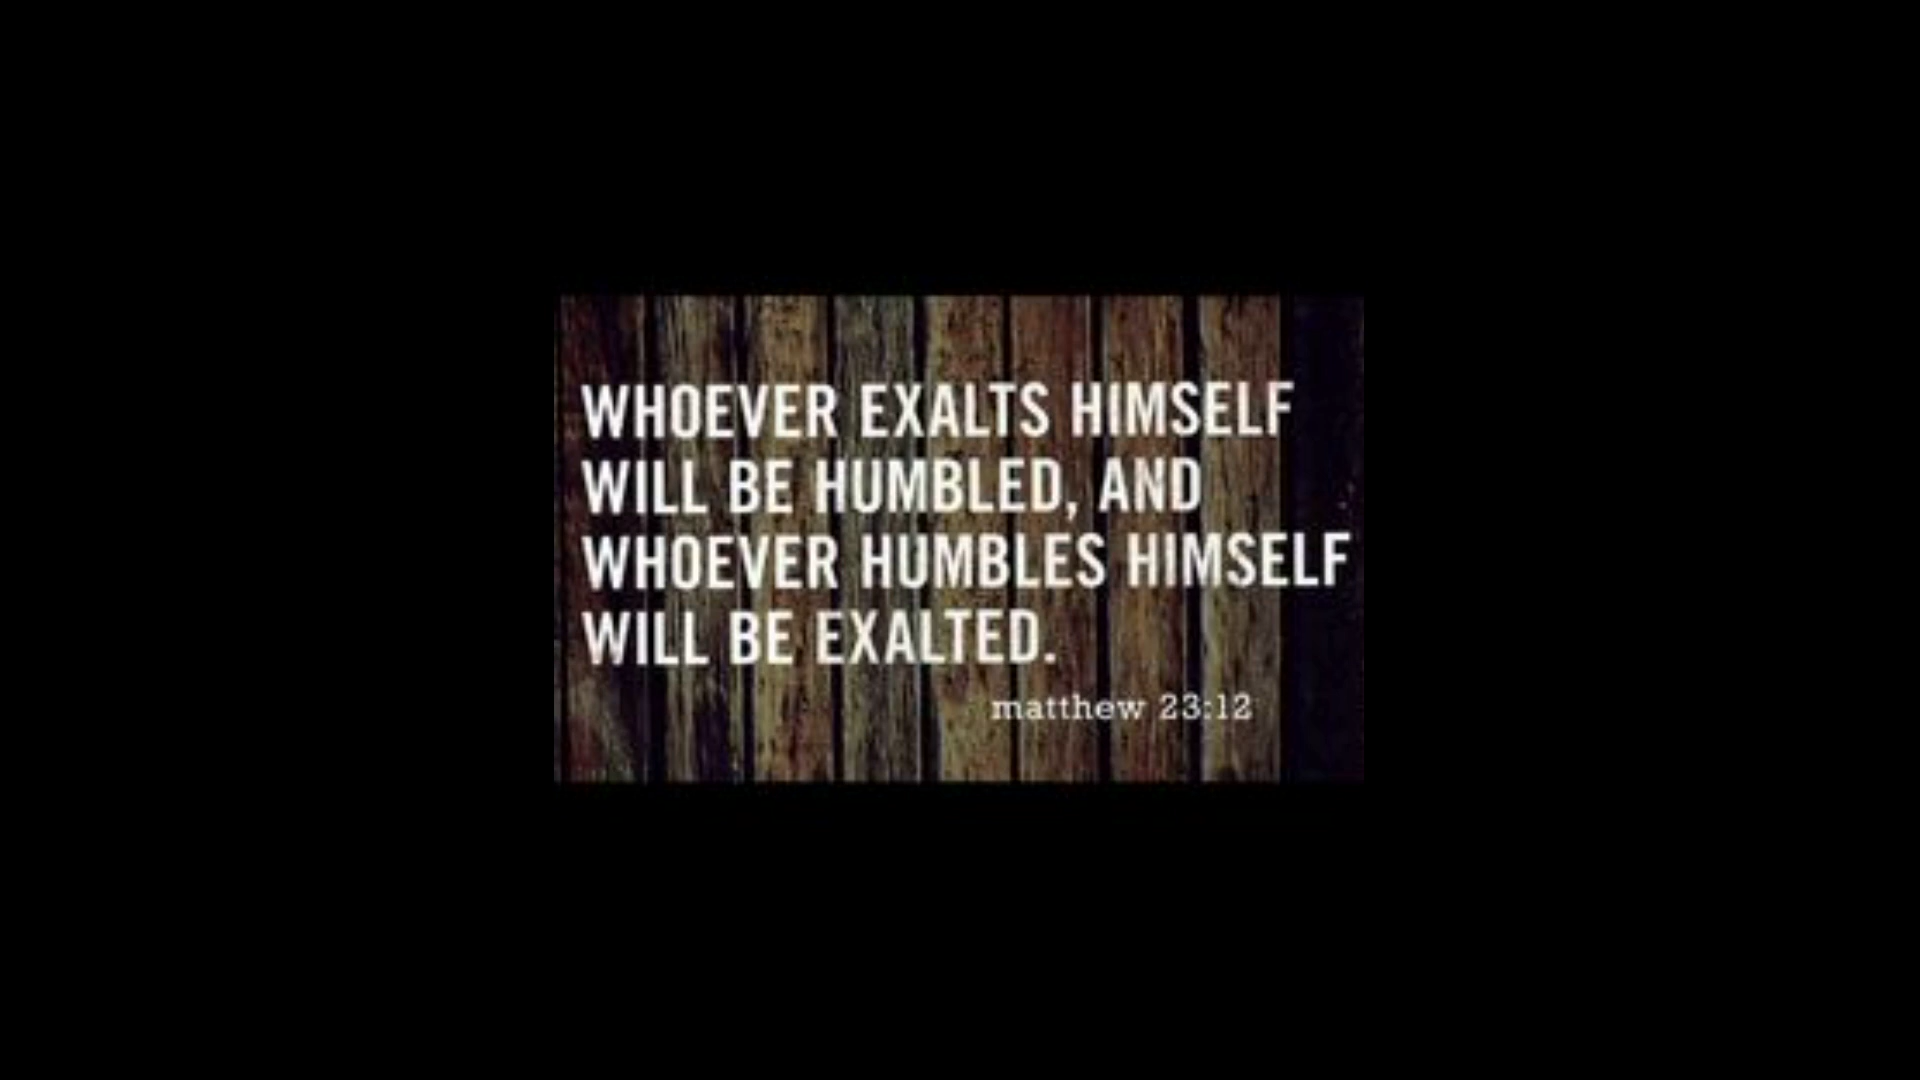 WHOEVER EXALTS HIMSELF
WILL BE HUMBLED, AND
WHOEVER HUMBLES HIMSELF
WILL BE EXALTED.
matthew 23:12